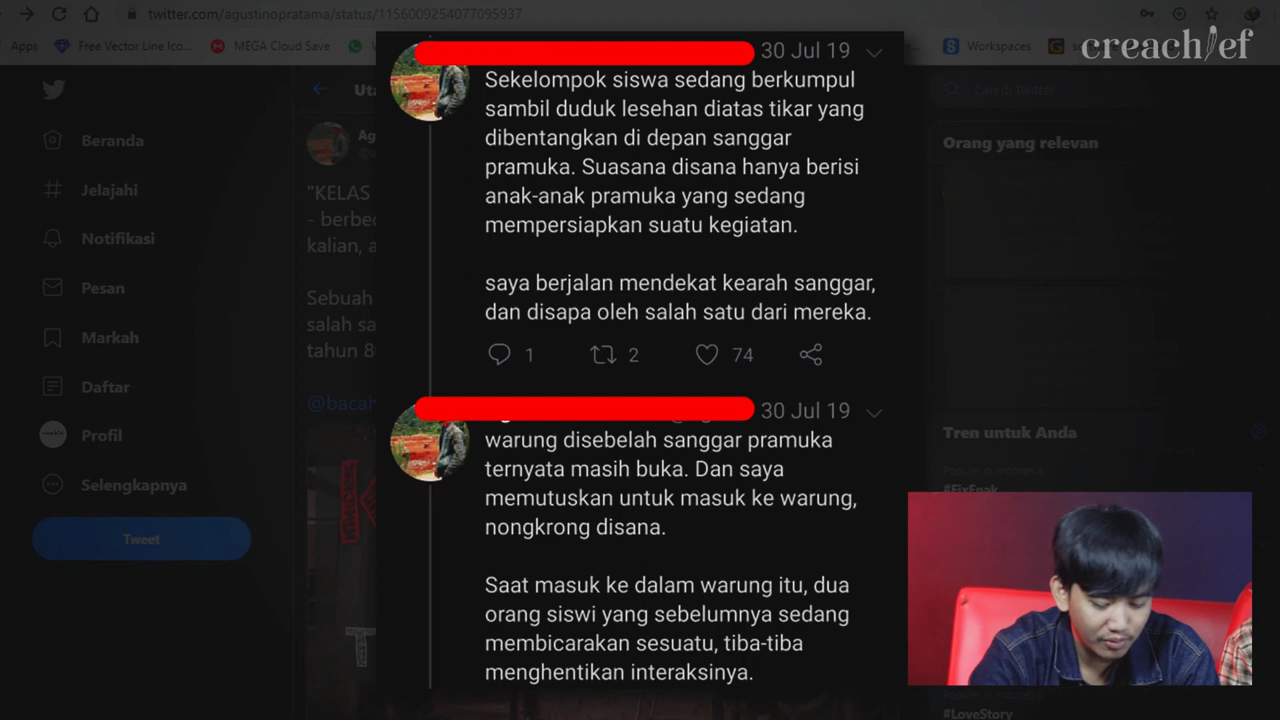 twitter.com/agustinopratama/status/1156009254077095937
Apps
Free Vector Line Ico...
MEGA Cloud Save
Workspaces
creachief
Beranda
Jelajahi
Notifikasi
Pesan
Markah
Daftar
Profil
Selengkapnya
Tweet
Uta
Ag
"KELAS
- berbed
kalian, a
Sebuah
salah sa
tahun 8
@bacah
30 Jul 19
Sekelompok siswa sedang berkumpul
sambil duduk lesehan diatas tikar yang
dibentangkan di depan sanggar
pramuka. Suasana disana hanya berisi
anak-anak pramuka yang sedang
mempersiapkan suatu kegiatan.
saya berjalan mendekat kearah sanggar,
dan disapa oleh salah satu dari mereka.
1 2 74
30 Jul 19
warung disebelah sanggar pramuka
ternyata masih buka. Dan saya
memutuskan untuk masuk ke warung,
nongkrong disana.
Saat masuk ke dalam warung itu, dua
orang siswi yang sebelumnya sedang
membicarakan sesuatu, tiba-tiba
menghentikan interaksinya.
Cari di Twitter
Orang yang relevan
Tren untuk Anda
Populer di Indonesia
#FixEnak
#LoveStory